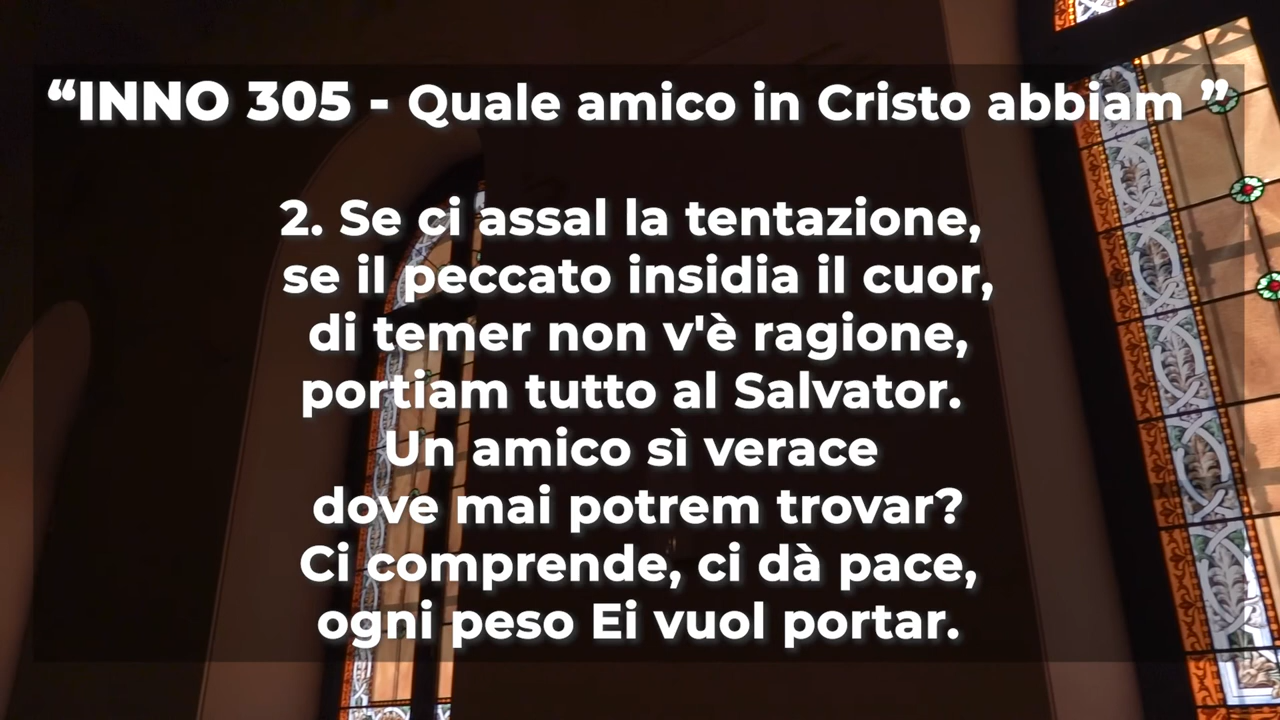 “INNO 305 - Quale amico in Cristo abbiam ”
2. Se ci assal la tentazione,
se il peccato insidia il cuor,
di temer non v'è ragione,
portiam tutto al Salvator.
Un amico sì verace
dove mai potrem trovar?
Ci comprende, ci dà pace,
ogni peso Ei vuol portar.